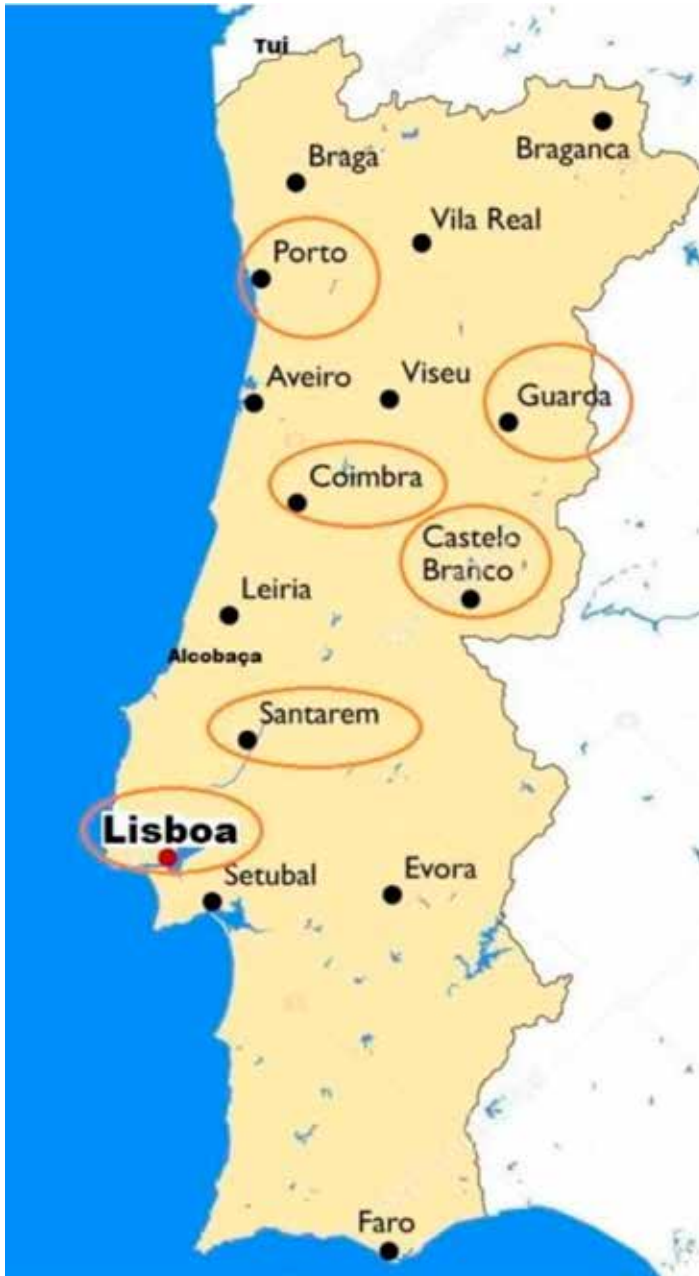 Tui
Braganca
Braga
Vila Real
Porto
Aveiro
Viseu
Guarda
Coimbra
Castelo
Branco
Leiria
Alcobaça
Santarem
Lisboa
Setubal
Evora
Faro